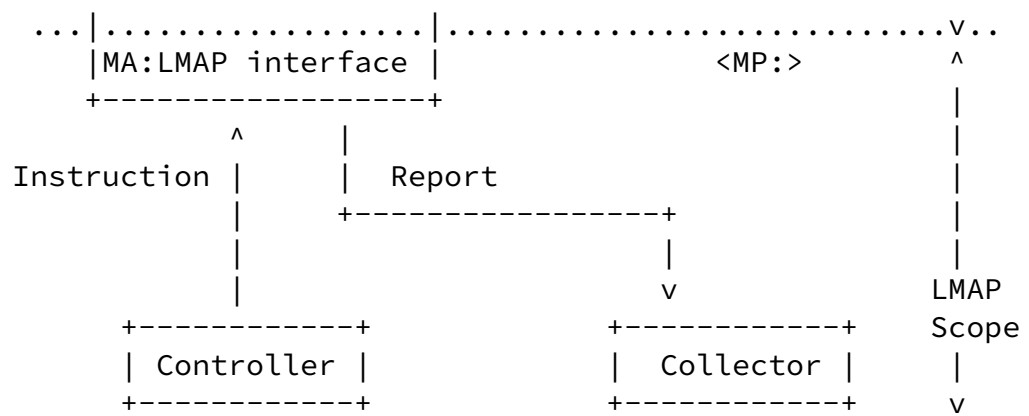 ...|..................|............................v..
|MA:LMAP interface | <MP:> ^
+------------------+ |
^ | |
Instruction | | Report |
| +-----------------+ |
| | |
| v LMAP
+------------+ +-----------+ Scope
| Controller | | Collector | |
+------------+ +-----------+ v